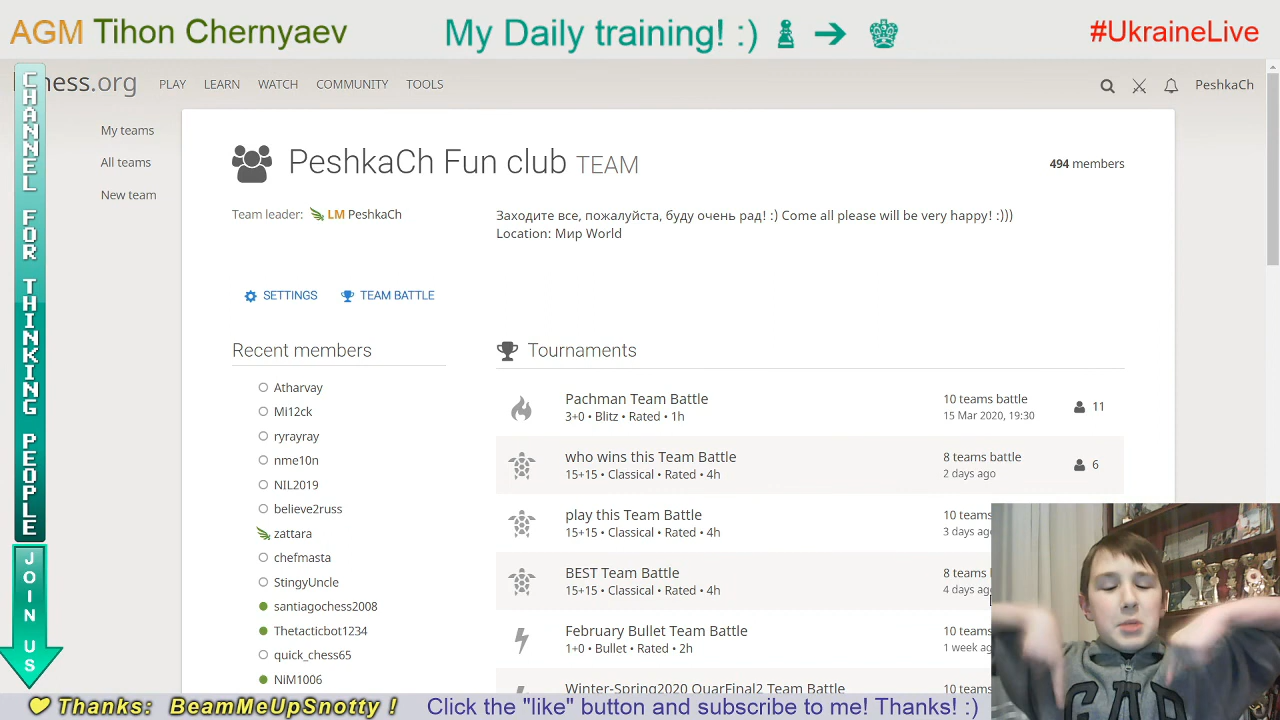 AGM Tihon Chernyaev
My Daily training! :)
#UkraineLive
CHANNEL FOR THINKING PEOPLE
JOIN US
hess.org
PLAY LEARN WATCH COMMUNITY TOOLS
PeshkaCh
My teams
All teams
New team
PeshkaCh Fun club TEAM
494 members
Team leader: LM PeshkaCh
Заходите все, пожалуйста, буду очень рад! :) Come all please will be very happy! :)))
Location: Мир World
SETTINGS
TEAM BATTLE
Recent members
Atharvay
Mi12ck
ryrayray
nme10n
NIL2019
believe2russ
zattara
chefmasta
StingyUncle
santiagochess2008
Thetacticbot1234
quick_chess65
NiM1006
Tournaments
Pachman Team Battle
3+0 • Blitz • Rated • 1h
10 teams battle
15 Mar 2020, 19:30
11
who wins this Team Battle
15+15 • Classical • Rated • 4h
8 teams battle
2 days ago
6
play this Team Battle
15+15 • Classical • Rated • 4h
10 teams
3 days ago
BEST Team Battle
15+15 • Classical • Rated • 4h
8 teams
4 days ago
February Bullet Team Battle
1+0 • Bullet • Rated • 2h
10 teams
1 week ago
Winter-Spring2020 QuarFinal2 Team Battle
10 teams
GAP
Thanks: BeamMeUpSnotty !
Click the "like" button and subscribe to me! Thanks! :)